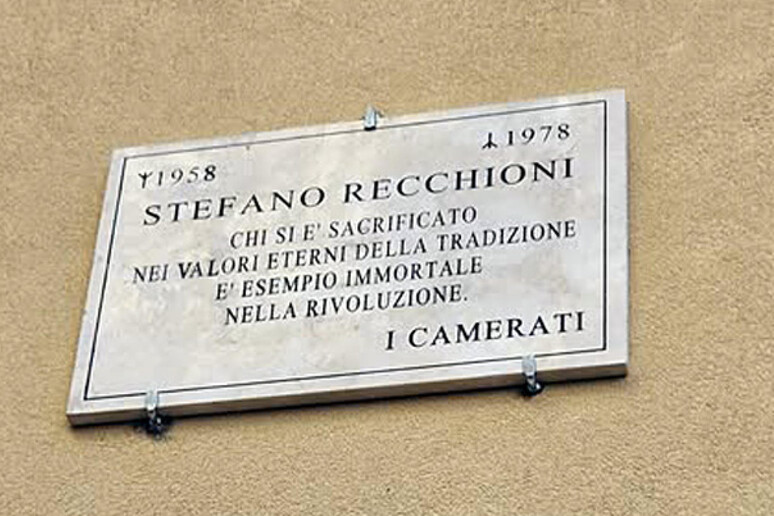 ᛉ1958
ᛣ1978
STEFANO RECCHIONI
CHI SI E' SACRIFICATO
NEI VALORI ETERNI DELLA TRADIZIONE
E' ESEMPIO IMMORTALE
NELLA RIVOLUZIONE.
I CAMERATI